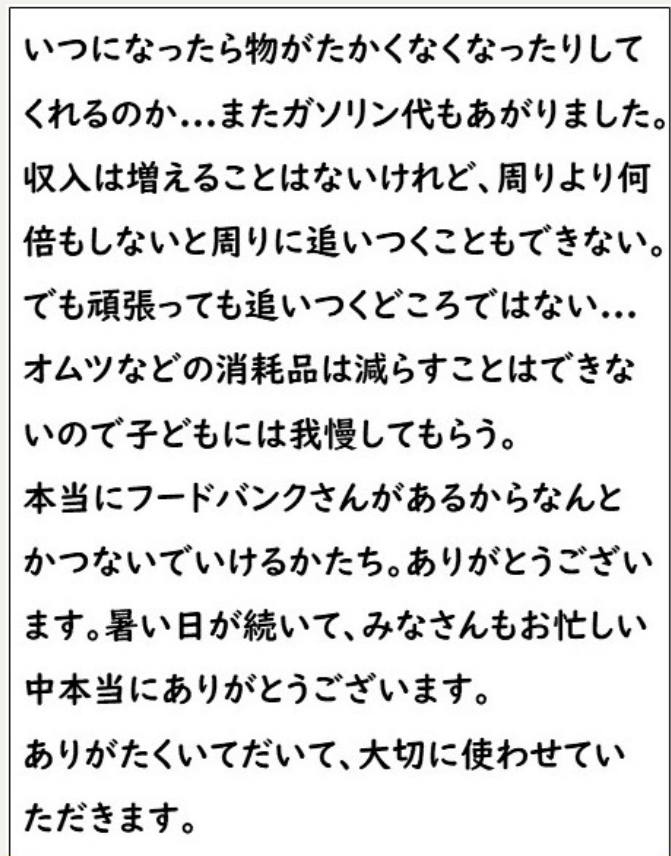 いつになったら物がたかくなくなったりして
くれるのか...またガソリン代もあがりました。
収入は増えることはないけれど、周りより何
倍もしないと周りに追いつくこともできない。
でも頑張っても追いつくどころではない...
オムツなどの消耗品は減らすことはできな
いので子どもには我慢してもらう。
本当にフードバンクさんがあるからなんと
かつないでいけるかたち。ありがとうござい
ます。暑い日が続いて、みなさんもお忙しい
中本当にありがとうございます。
ありがたくいてだいて、大切に使わせてい
ただきます。